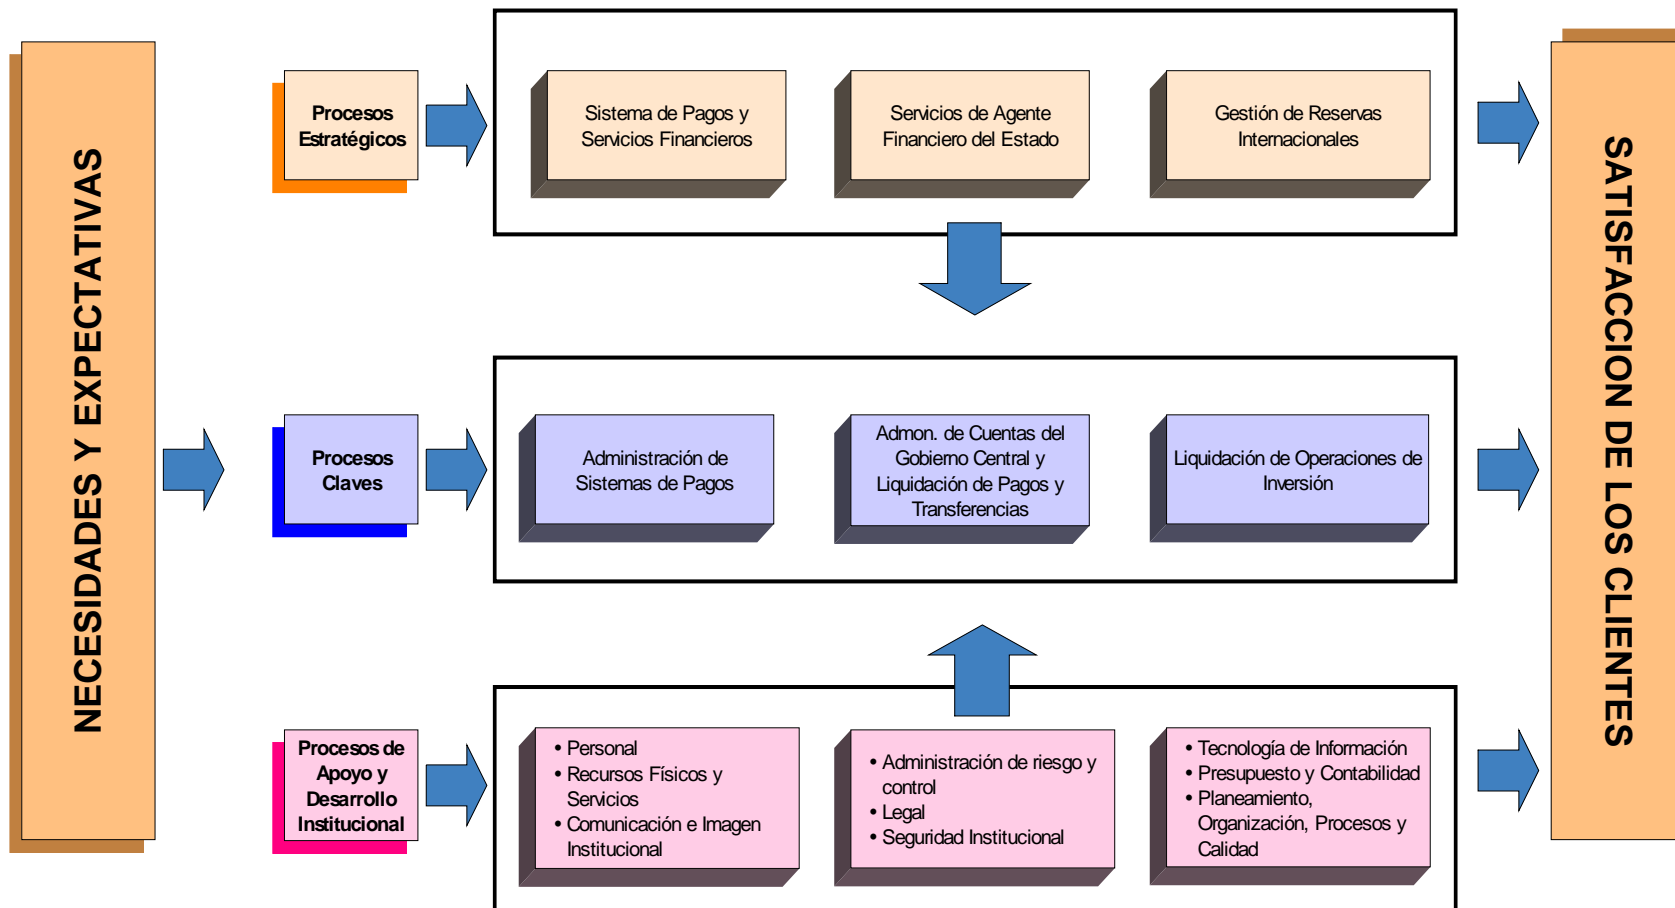 NECESIDADES Y EXPECTATIVAS
Procesos
Estratégicos
Sistema de Pagos y
Servicios Financieros
Servicios de Agente
Financiero del Estado
Gestión de Reservas
Internacionales
Procesos
Claves
Administración de
Sistemas de Pagos
Admon. de Cuentas del
Gobierno Central y
Liquidación de Pagos y
Transferencias
Liquidación de Operaciones de
Inversión
Procesos de
Apoyo y
Desarrollo
Institucional
• Personal
• Recursos Físicos y
Servicios
• Comunicación e Imagen
Institucional
• Administración de riesgo y
control
• Legal
• Seguridad Institucional
• Tecnología de Información
• Presupuesto y Contabilidad
• Planeamiento,
Organización, Procesos y
Calidad
SATISFACCION DE LOS CLIENTES